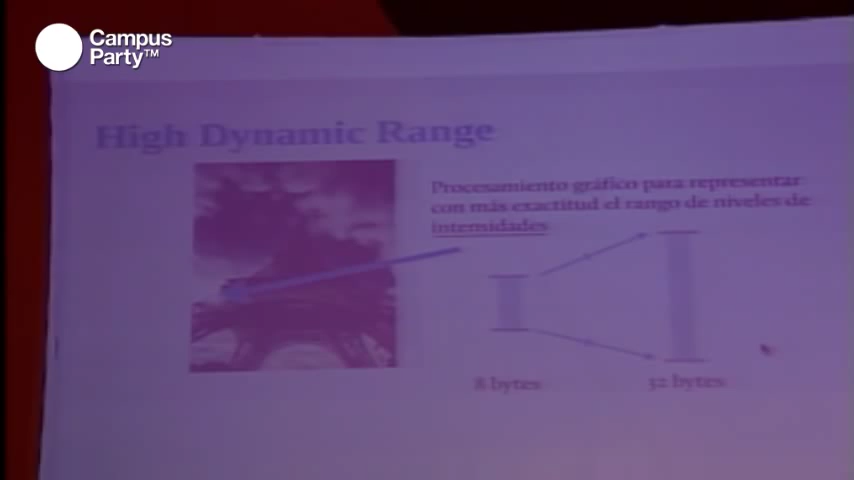 Campus
Party™
High Dynamic Range
Procesamiento gráfico para representar
con más exactitud el rango de niveles de
intensidades
8 bytes
32 bytes